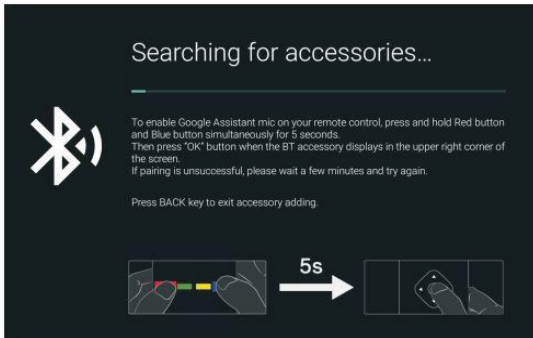 Searching for accessories...
To enable Google Assistant mic on your remote control, press and hold Red button
and Blue button simultaneously for 5 seconds.
Then press "OK" button when the BT accessory displays in the upper right corner of
the screen.
If pairing is unsuccessful, please wait a few minutes and try again.
Press BACK key to exit accessory adding.
5s